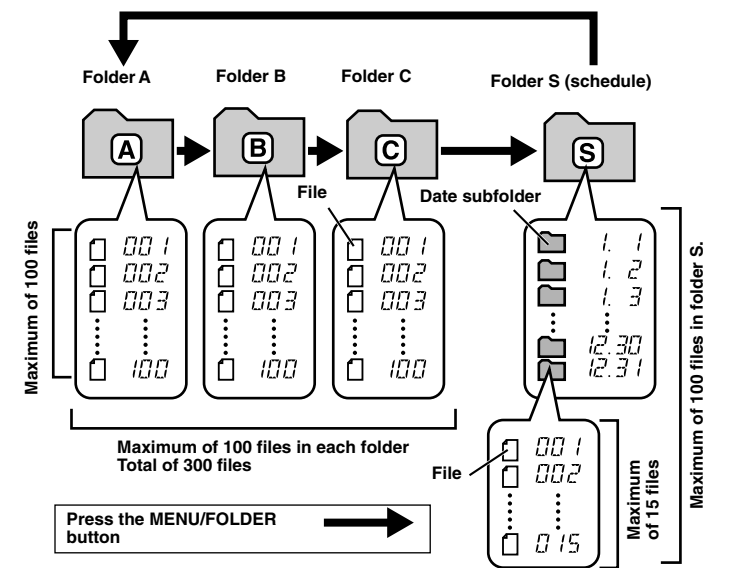 Folder A
Folder B
Folder C
Folder S (schedule)
A
B
C
S
File
Date subfolder
Maximum of 100 files
001
002
003
100
001
002
003
100
001
002
003
100
1. 1
1. 2
1. 3
12.30
12.31
Maximum of 100 files in folder S.
Maximum of 100 files in each folder
Total of 300 files
File
001
002
015
Maximum
of 15 files
Press the MENU/FOLDER
button